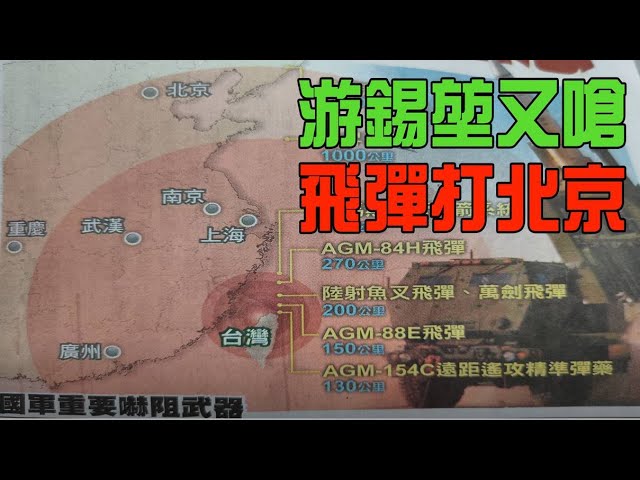 游錫堃又嗆
飛彈打北京
北京
1000公里
南京
上海
重慶
武漢
AGM-84H飛彈
270公里
陸射魚叉飛彈、萬劍飛彈
200公里
台灣
AGM-88E飛彈
150公里
廣州
AGM-154C遠距遙攻精準彈藥
130公里
國軍重要嚇阻武器